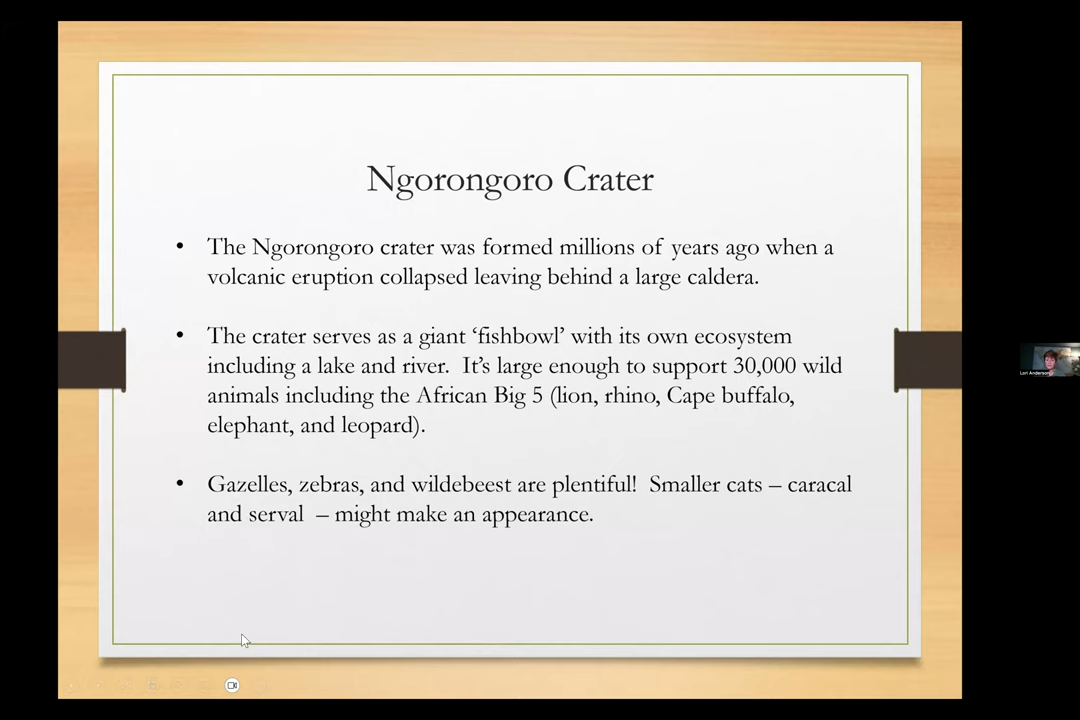 Ngorongoro Crater
• The Ngorongoro crater was formed millions of years ago when a
volcanic eruption collapsed leaving behind a large caldera.
• The crater serves as a giant ‘fishbowl’ with its own ecosystem
including a lake and river.  It’s large enough to support 30,000 wild
animals including the African Big 5 (lion, rhino, Cape buffalo,
elephant, and leopard).
• Gazelles, zebras, and wildebeest are plentiful!  Smaller cats – caracal
and serval  – might make an appearance.
Lori Anderson